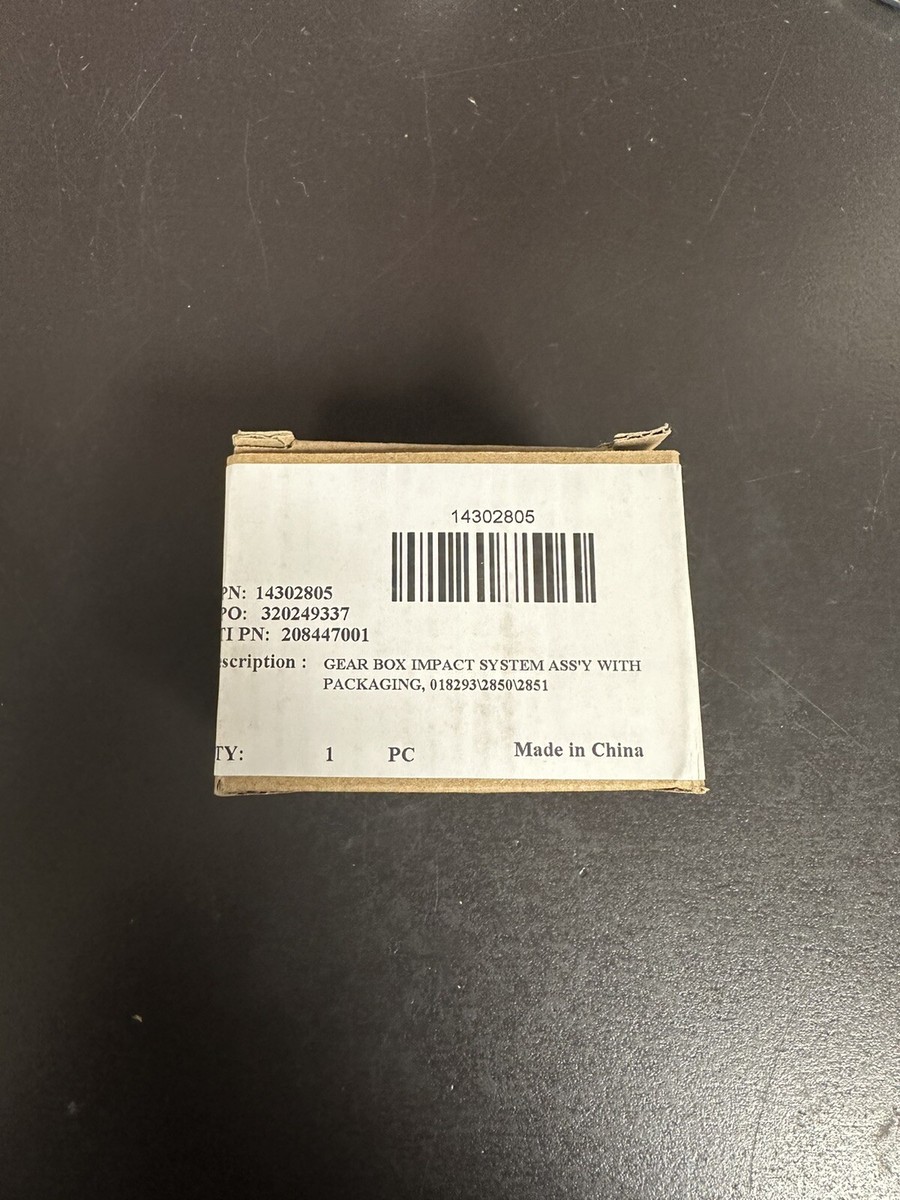 14302805
PN: 14302805
PO: 320249337
TI PN: 208447001
escription : GEAR BOX IMPACT SYSTEM ASS'Y WITH
PACKAGING, 018293\2850\2851
TY: 1 PC Made in China